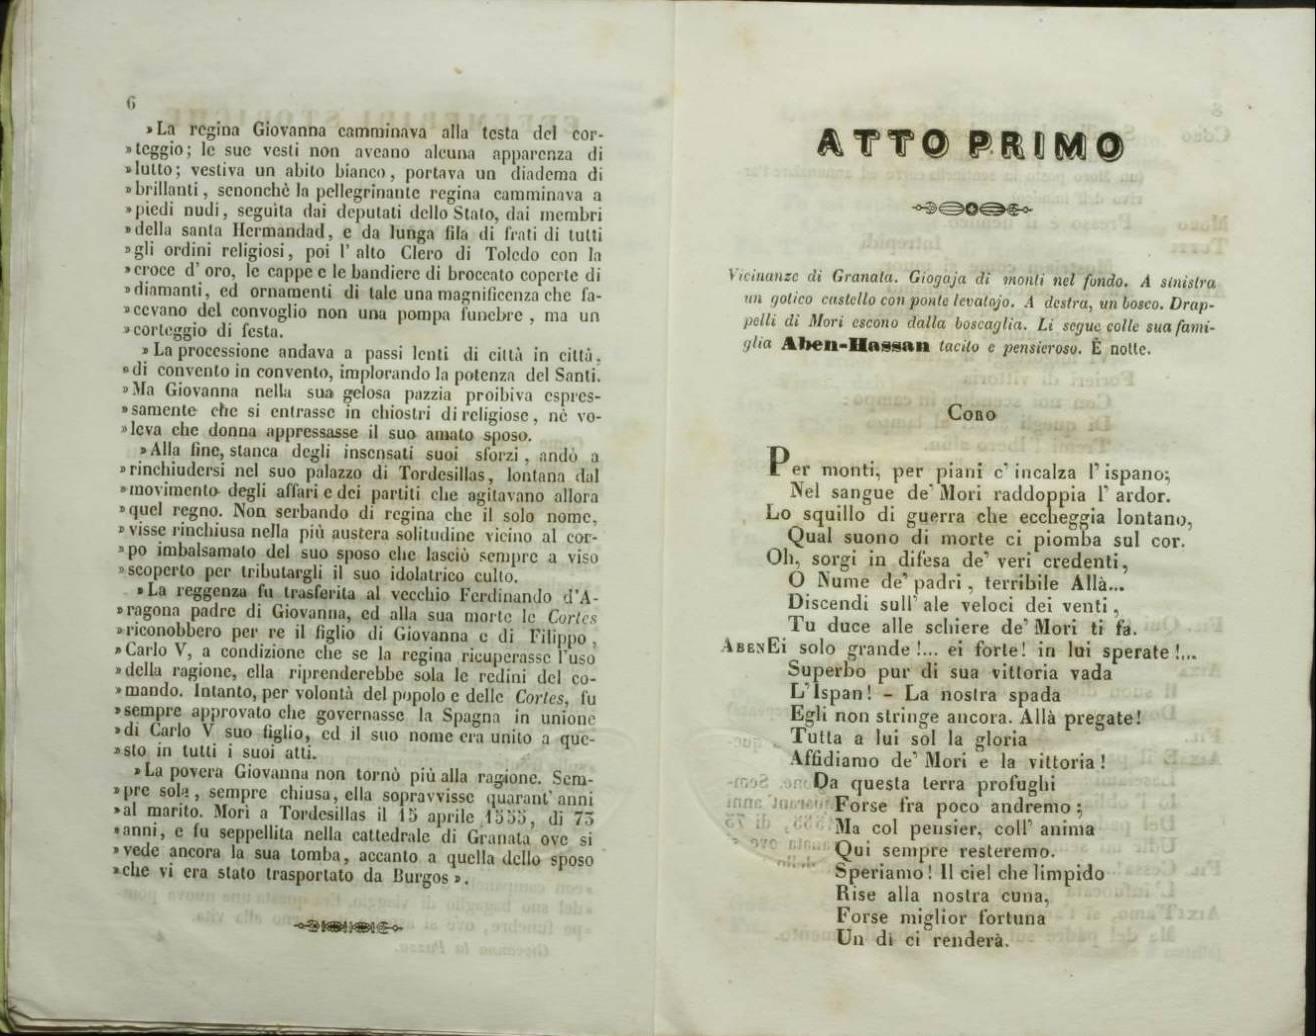 6
»La regina Giovanna camminava alla testa del cor-
»teggio; le sue vesti non aveano alcuna apparenza di
»lutto; vestiva un abito bianco, portava un diadema di
»brillanti, senonchè la pellegrinante regina camminava a
»piedi nudi, seguita dai deputati dello Stato, dai membri
»della santa Hermandad, e da lunga fila di frati di tutti
»gli ordini religiosi, poi l'alto Clero di Toledo con la
»croce d'oro, le cappe e le bandiere di broccato coperte di
»diamanti, ed ornamenti di tale una magnificenza che fa-
»cevano del convoglio non una pompa funebre, ma un
»corteggio di festa.
»La processione andava a passi lenti di città in città,
»di convento in convento, implorando la potenza del Santi.
»Ma Giovanna nella sua gelosa pazzia proibiva espres-
»samente che si entrasse in chiostri di religiose, nè vo-
»leva che donna appressasse il suo amato sposo.
»Alla fine, stanca degli insensati suoi sforzi, andò a
»rinchiudersi nel suo palazzo di Tordesillas, lontana dal
»movimento degli affari e dei partiti che agitavano allora
»quel regno. Non serbando di regina che il solo nome,
»visse rinchiusa nella più austera solitudine vicino al cor-
»po imbalsamato del suo sposo che lasciò sempre a viso
»scoperto per tributargli il suo idolatrico culto.
»La reggenza fu trasferita al vecchio Ferdinando d'A-
»ragona padre di Giovanna, ed alla sua morte le Cortes
»riconobbero per re il figlio di Giovanna e di Filippo,
»Carlo V, a condizione che se la regina ricuperasse l'uso
»della ragione, ella riprenderebbe sola le redini del co-
»mando. Intanto, per volontà del popolo e delle Cortes, fu
»sempre approvato che governasse la Spagna in unione
»di Carlo V suo figlio, ed il suo nome era unito a que-
»sto in tutti i suoi atti.
»La povera Giovanna non tornò più alla ragione. Sem-
»pre sola, sempre chiusa, ella sopravvisse quarant'anni
»al marito. Morì a Tordesillas il 15 aprile 1555, di 73
»anni, e fu seppellita nella cattedrale di Granata ove si
»vede ancora la sua tomba, accanto a quella dello sposo
»che vi era stato trasportato da Burgos».
ATTO PRIMO
Vicinanze di Granata. Giogaja di monti nel fondo. A sinistra
un gotico castello con ponte levatojo. A destra, un bosco. Drap-
pelli di Mori escono dalla boscaglia. Li segue colle sua fami-
glia Aben-Hassan tacito e pensieroso. È notte.
CORO
Per monti, per piani c'incalza l'ispano;
Nel sangue de' Mori raddoppia l'ardor.
Lo squillo di guerra che eccheggia lontano,
Qual suono di morte ci piomba sul cor.
Oh, sorgi in difesa de' veri credenti,
O Nume de' padri, terribile Allà...
Discendi sull'ale veloci dei venti,
Tu duce alle schiere de' Mori ti fa.
ABEN Ei solo grande!... ei forte! in lui sperate!...
Superbo pur di sua vittoria vada
L'Ispan! – La nostra spada
Egli non stringe ancora. Allà pregate!
Tutta a lui sol la gloria
Affidiamo de' Mori e la vittoria!
Da questa terra profughi
Forse fra poco andremo;
Ma col pensier, coll'anima
Qui sempre resteremo.
Speriamo! Il ciel che limpido
Rise alla nostra cuna,
Forse miglior fortuna
Un dì ci renderà.